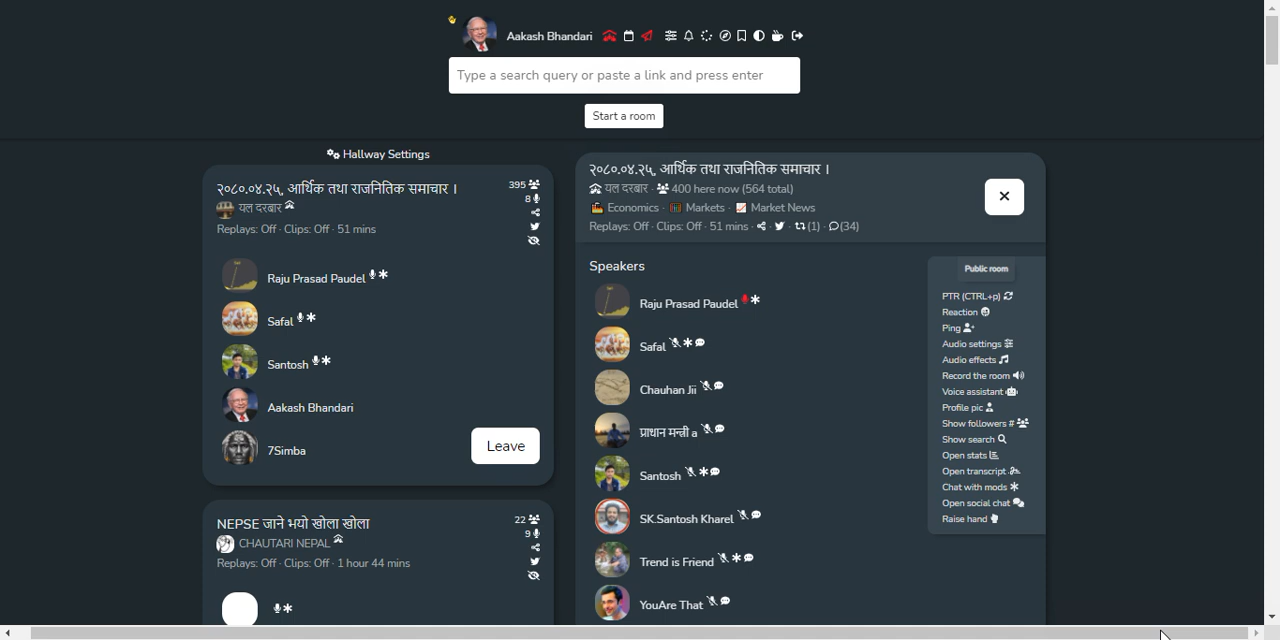 Aakash Bhandari
Type a search query or paste a link and press enter
Start a room
Hallway Settings
२०८०.०४.२५, आर्थिक तथा राजनितिक समाचार ।
395
यल दरबार
8
Replays: Off · Clips: Off · 51 mins
Raju Prasad Paudel
Safal
Santosh
Aakash Bhandari
7Simba
Leave
NEPSE जाने भयो खोला खोला
22
CHAUTARI NEPAL
9
Replays: Off · Clips: Off · 1 hour 44 mins
२०८०.०४.२५, आर्थिक तथा राजनितिक समाचार ।
यल दरबार · 400 here now (564 total)
Economics · Markets · Market News
Replays: Off · Clips: Off · 51 mins · · · (1) · (34)
Speakers
Raju Prasad Paudel
Safal
Chauhan Jii
प्राधान मन्त्री a
Santosh
SK.Santosh Kharel
Trend is Friend
YouAre That
Public room
PTR (CTRL+p)
Reaction
Ping
Audio settings
Audio effects
Record the room
Voice assistant
Profile pic
Show followers #
Show search
Open stats
Open transcript
Chat with mods
Open social chat
Raise hand